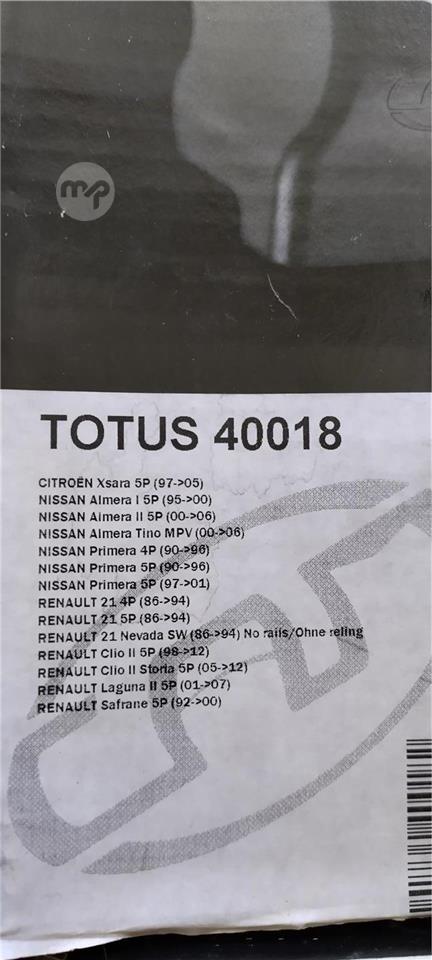 mp
TOTUS 40018
CITROËN Xsara 5P (97->05)
NISSAN Almera I 5P (95->00)
NISSAN Almera II 5P (00->06)
NISSAN Almera Tino MPV (00->06)
NISSAN Primera 4P (90->96)
NISSAN Primera 5P (90->96)
NISSAN Primera 5P (97->01)
RENAULT 21 4P (86->94)
RENAULT 21 5P (86->94)
RENAULT 21 Nevada SW (86->94) No rails/Ohne reling
RENAULT Clio II 5P (98->12)
RENAULT Clio II Storia 5P (05->12)
RENAULT Laguna II 5P (01->07)
RENAULT Safrane 5P (92->00)